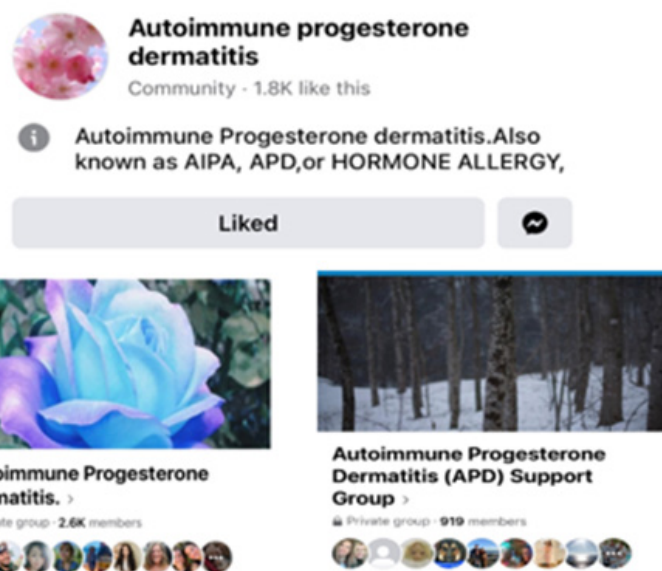 Autoimmune progesterone
dermatitis
Community · 1.8K like this
Autoimmune Progesterone dermatitis.Also
known as AIPA, APD,or HORMONE ALLERGY,
Liked
oimmune Progesterone
matitis. >
te group · 2.6K members
Autoimmune Progesterone
Dermatitis (APD) Support
Group >
Private group · 919 members